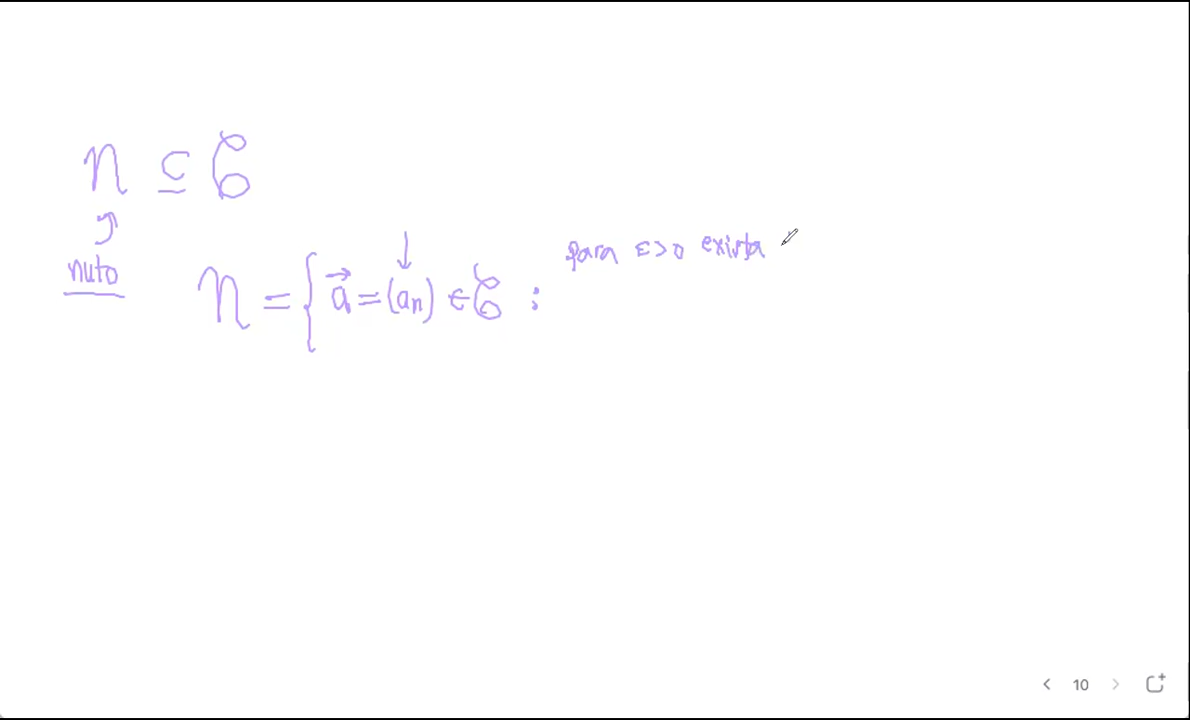 η ⊆ 𝒞
nulo
η = { a⃗ = (aₙ) ∈ 𝒞 : para ε>0 exista
10